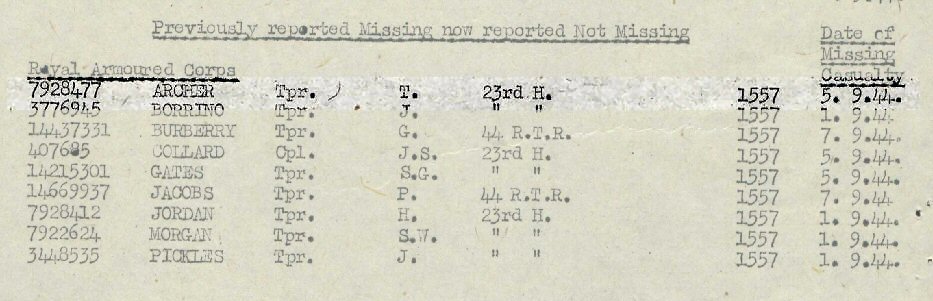 Previously reported Missing now reported Not Missing
Date of
Missing
Royal Armoured Corps Casualty
7928477 ARCHER Tpr. T. 23rd H. 1557 5. 9.44.
3776945 BORRINO Tpr. J. " " 1557 1. 9.44
14437331 BURBERRY Tpr. G. 44 R.T.R. 1557 7. 9.44.
407685 COLLARD Cpl. J.S. 23rd H. 1557 5. 9.44.
14215301 GATES Tpr. S.G. " " 1557 5. 9.44.
14669937 JACOBS Tpr. P. 44 R.T.R. 1557 7. 9.44
7928412 JORDAN Tpr. H. 23rd H. 1557 1. 9.44.
7922624 MORGAN Tpr. S.W. " " 1557 1. 9.44.
3448535 PICKLES Tpr. J. " " 1557 1. 9.44.